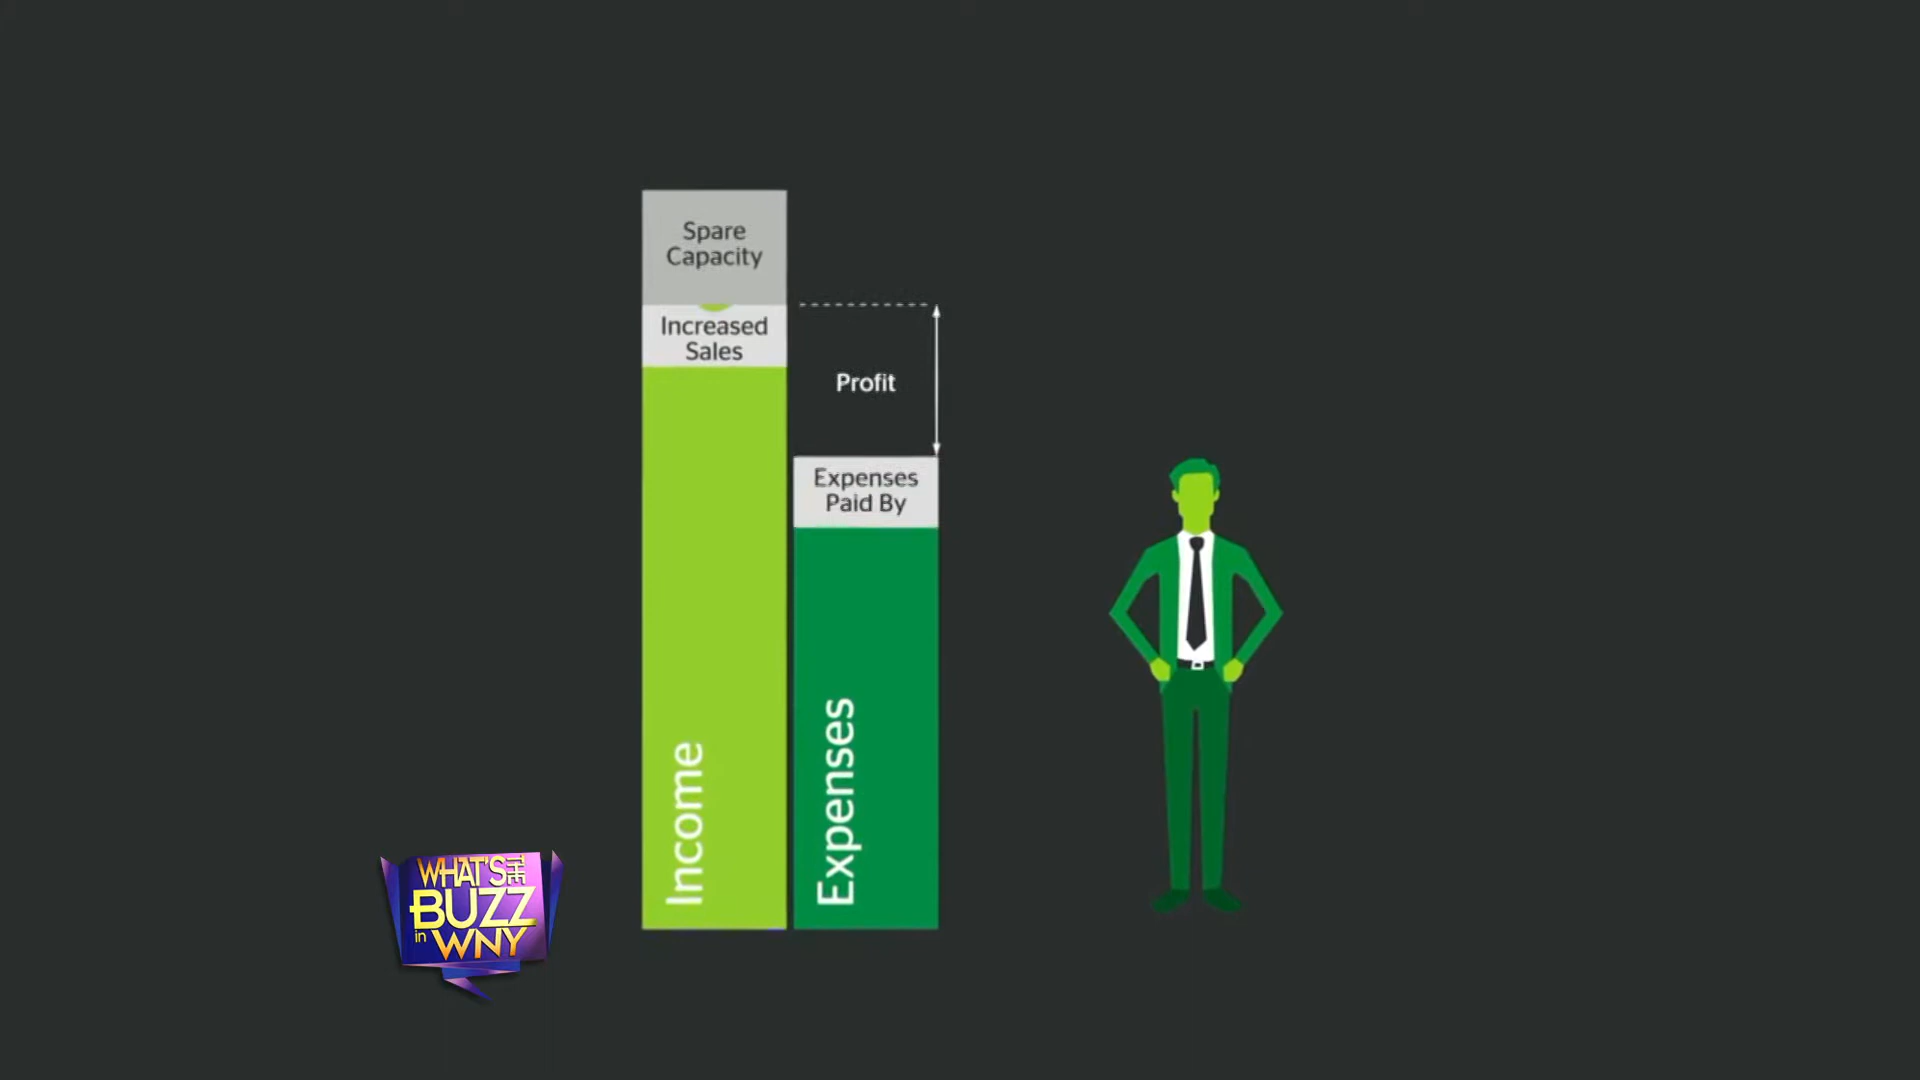 Spare
Capacity
Increased
Sales
Profit
Expenses
Paid By
Income
Expenses
WHAT'S THE
BUZZ
in WNY